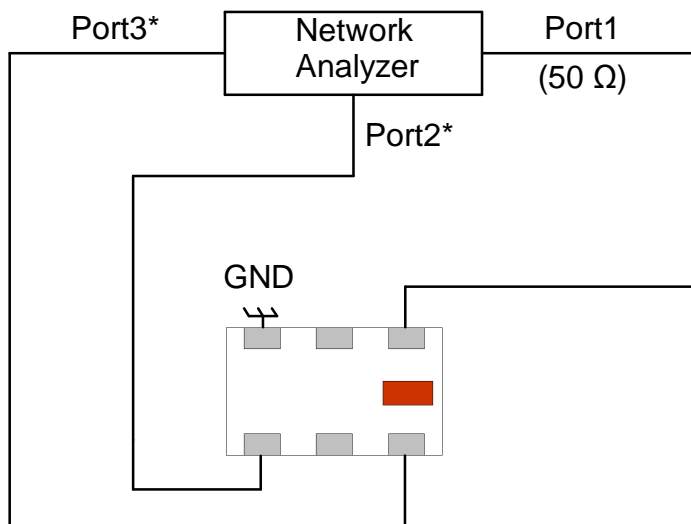 Port3*
Network
Analyzer
Port1
(50 Ω)
Port2*
GND